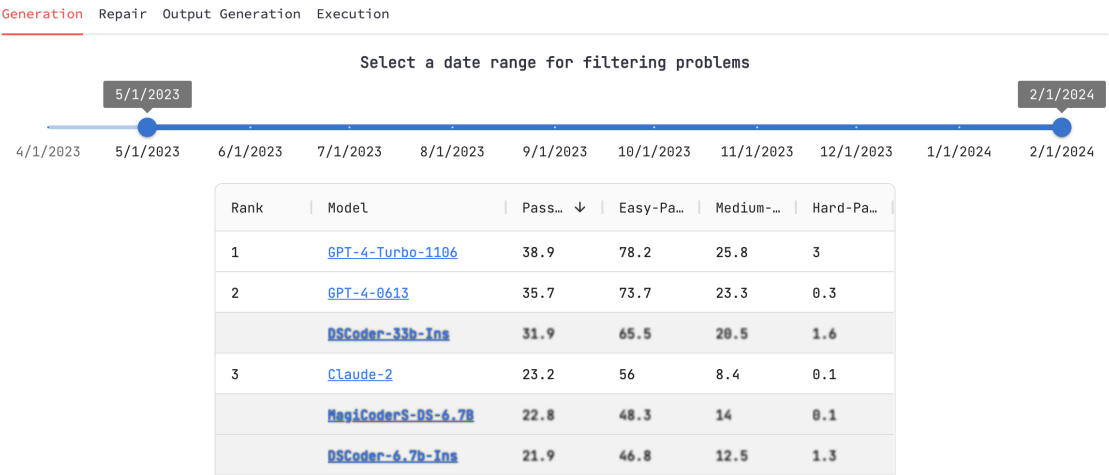 Generation Repair Output Generation Execution
Select a date range for filtering problems
5/1/2023 2/1/2024
4/1/2023 5/1/2023 6/1/2023 7/1/2023 8/1/2023 9/1/2023 10/1/2023 11/1/2023 12/1/2023 1/1/2024 2/1/2024
Rank Model Pass… ↓ Easy-Pa… Medium-… Hard-Pa…
1 GPT-4-Turbo-1106 38.9 78.2 25.8 3
2 GPT-4-0613 35.7 73.7 23.3 0.3
DSCoder-33b-Ins 31.9 65.5 20.5 1.6
3 Claude-2 23.2 56 8.4 0.1
MagiCoderS-DS-6.7B 22.8 48.3 14 0.1
DSCoder-6.7b-Ins 21.9 46.8 12.5 1.3